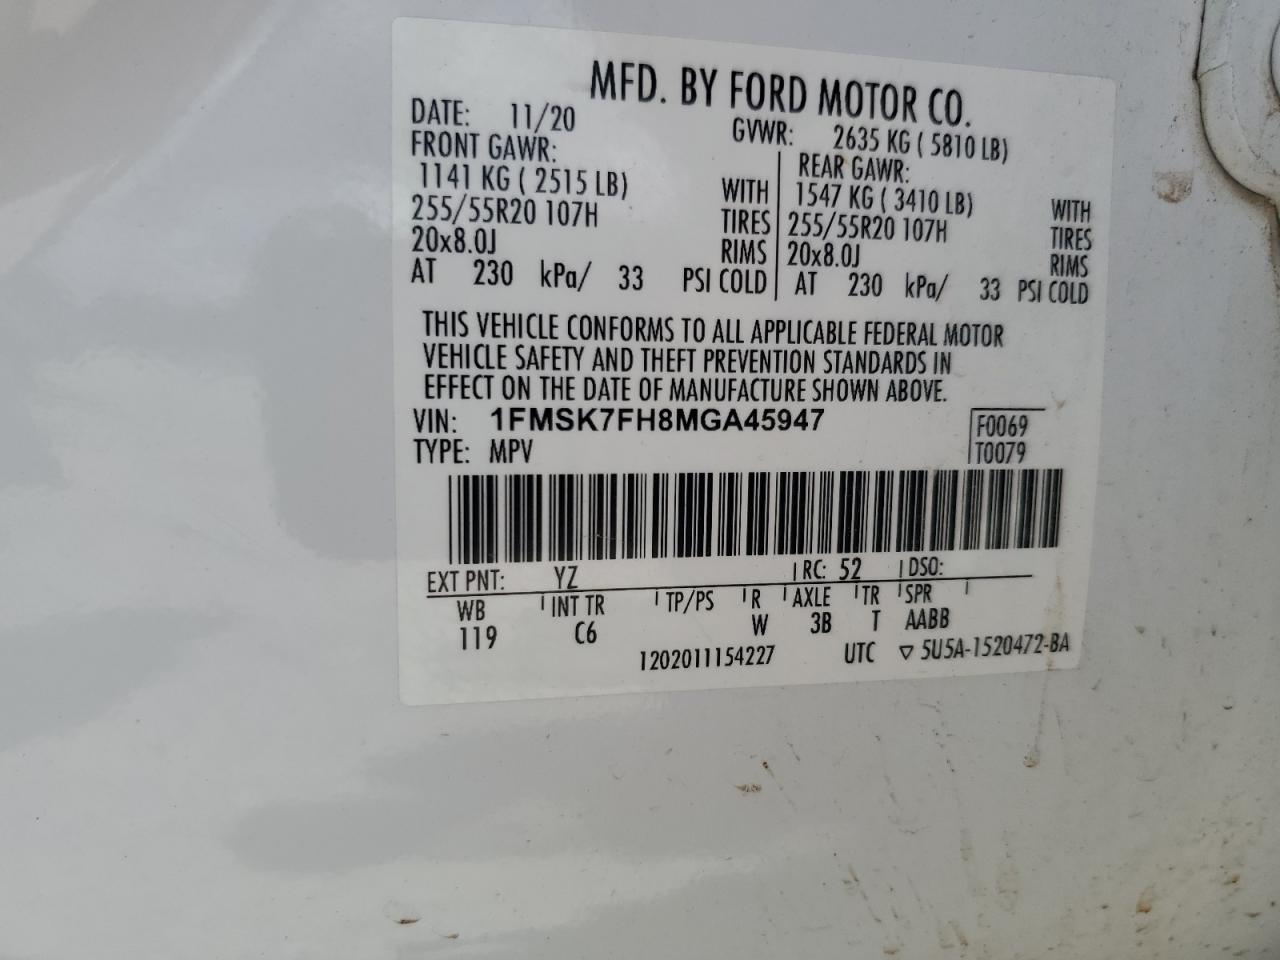 MFD. BY FORD MOTOR CO.
DATE: 11/20 GVWR: 2635 KG ( 5810 LB)
FRONT GAWR: REAR GAWR:
1141 KG ( 2515 LB) WITH 1547 KG ( 3410 LB) WITH
255/55R20 107H TIRES 255/55R20 107H TIRES
20x8.0J RIMS 20x8.0J RIMS
AT 230 kPa/ 33 PSI COLD AT 230 kPa/ 33 PSI COLD
THIS VEHICLE CONFORMS TO ALL APPLICABLE FEDERAL MOTOR
VEHICLE SAFETY AND THEFT PREVENTION STANDARDS IN
EFFECT ON THE DATE OF MANUFACTURE SHOWN ABOVE.
VIN: 1FMSK7FH8MGA45947 F0069
TYPE: MPV T0079
EXT PNT: YZ RC: 52 DSO:
WB INT TR TP/PS R AXLE TR SPR
119 C6 W 3B T AABB
1202011154227 UTC ▽ 5U5A-1520472-BA